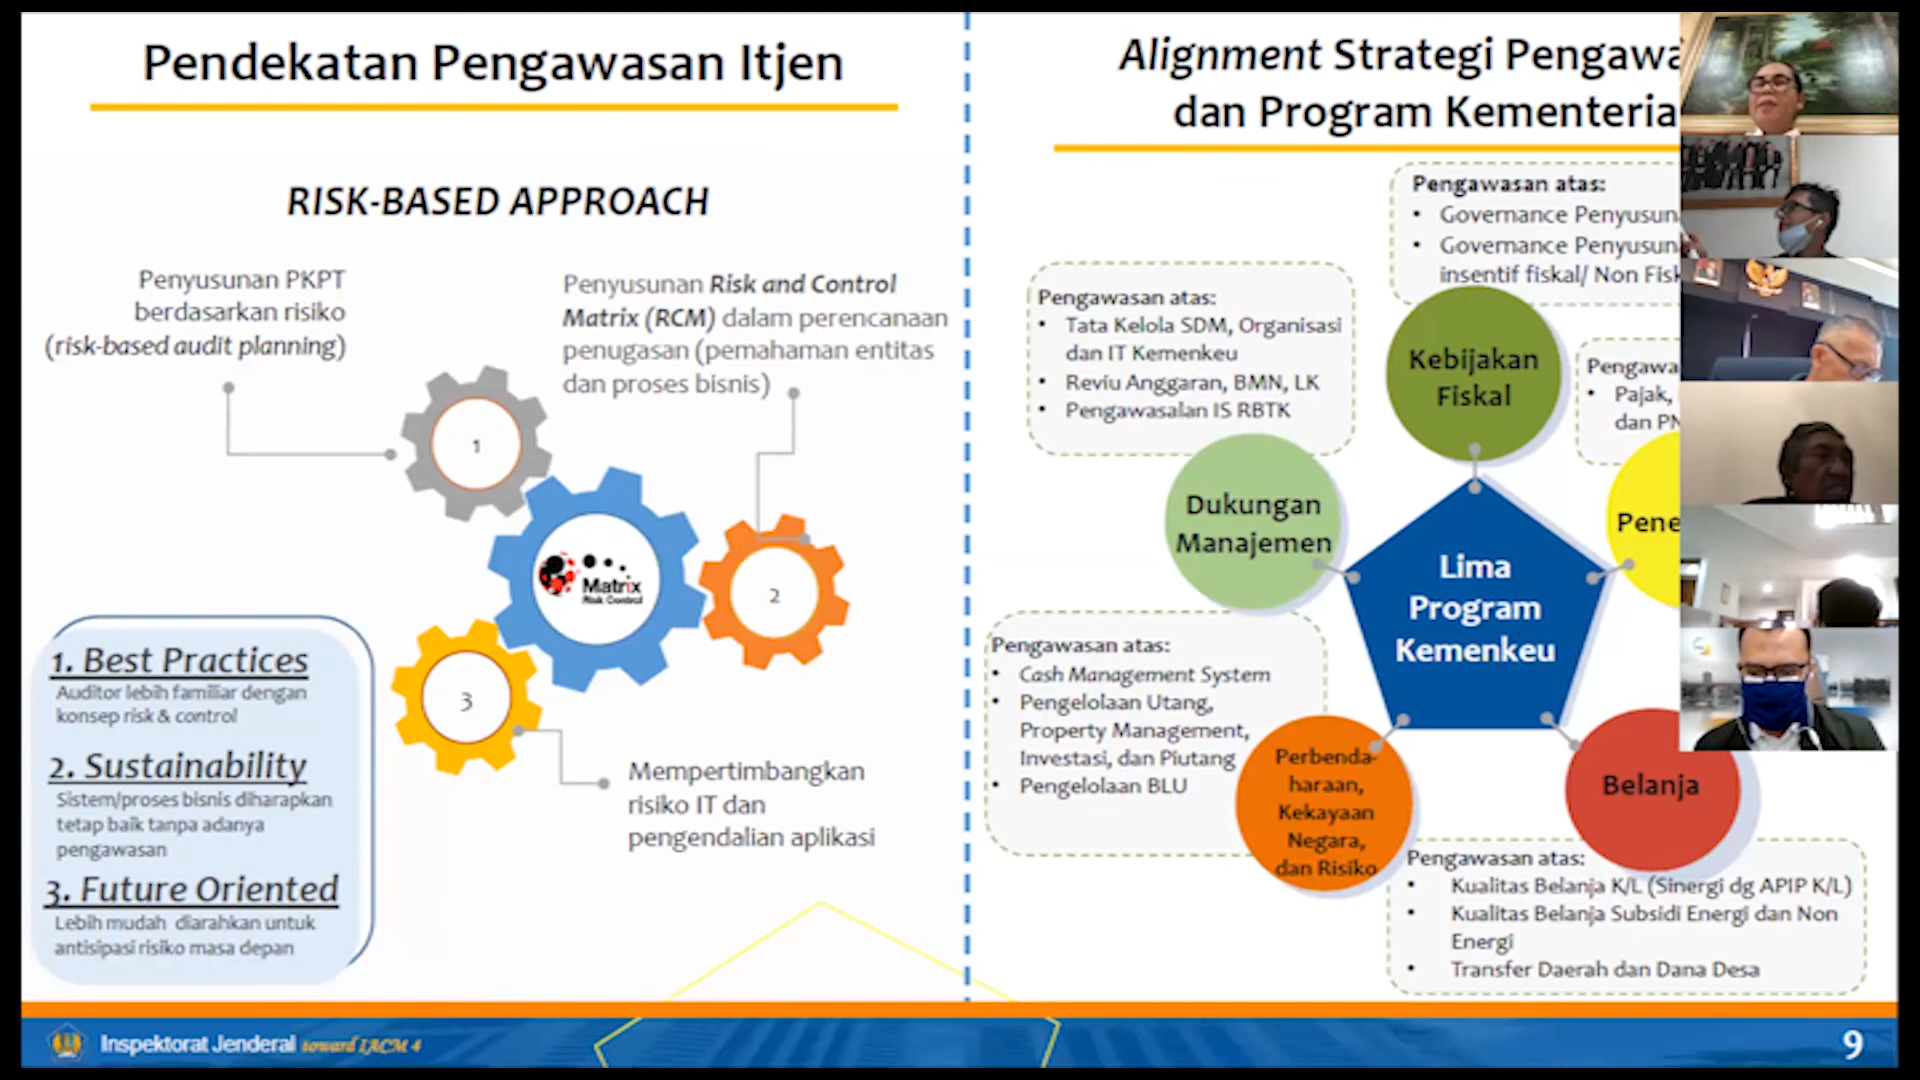 Pendekatan Pengawasan Itjen
RISK-BASED APPROACH
Penyusunan PKPT
berdasarkan risiko
(risk-based audit planning)
Penyusunan Risk and Control
Matrix (RCM) dalam perencanaan
penugasan (pemahaman entitas
dan proses bisnis)
1
Matrix
Risk Control
2
3
Mempertimbangkan
risiko IT dan
pengendalian aplikasi
1. Best Practices
Auditor lebih familiar dengan
konsep risk & control
2. Sustainability
Sistem/proses bisnis diharapkan
tetap baik tanpa adanya
pengawasan
3. Future Oriented
Lebih mudah diarahkan untuk
antisipasi risiko masa depan
Alignment Strategi Pengawa
dan Program Kementeria
Pengawasan atas:
• Governance Penyusun
• Governance Penyusun
insentif fiskal/ Non Fisk
Pengawasan atas:
• Tata Kelola SDM, Organisasi
dan IT Kemenkeu
• Reviu Anggaran, BMN, LK
• Pengawasalan IS RBTK
Kebijakan
Fiskal
Pengawa
• Pajak,
dan PN
Dukungan
Manajemen
Pene
Lima
Program
Kemenkeu
Pengawasan atas:
• Cash Management System
• Pengelolaan Utang,
Property Management,
Investasi, dan Piutang
• Pengelolaan BLU
Perbenda-
haraan,
Kekayaan
Negara,
dan Risiko
Belanja
Pengawasan atas:
• Kualitas Belanja K/L (Sinergi dg APIP K/L)
• Kualitas Belanja Subsidi Energi dan Non
Energi
• Transfer Daerah dan Dana Desa
Inspektorat Jenderal toward IACM 4
9